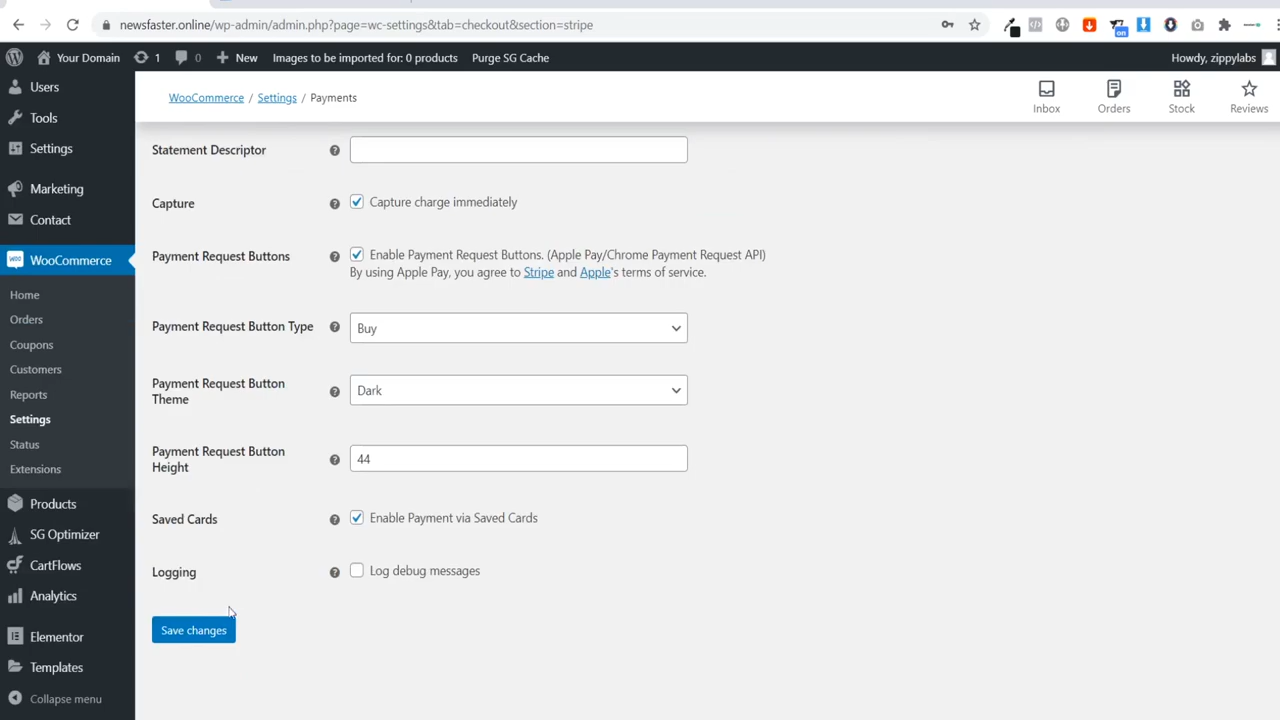 newsfaster.online/wp-admin/admin.php?page=wc-settings&tab=checkout&section=stripe
on
Your Domain
1
0
New
Images to be imported for: 0 products
Purge SG Cache
Howdy, zippylabs
Users
Tools
Settings
Marketing
Contact
WooCommerce
Home
Orders
Coupons
Customers
Reports
Settings
Status
Extensions
Products
SG Optimizer
CartFlows
Analytics
Elementor
Templates
Collapse menu
WooCommerce / Settings / Payments
Inbox
Orders
Stock
Reviews
Statement Descriptor
Capture
Capture charge immediately
Payment Request Buttons
Enable Payment Request Buttons. (Apple Pay/Chrome Payment Request API)
By using Apple Pay, you agree to Stripe and Apple's terms of service.
Payment Request Button Type
Buy
Payment Request Button
Theme
Dark
Payment Request Button
Height
44
Saved Cards
Enable Payment via Saved Cards
Logging
Log debug messages
Save changes